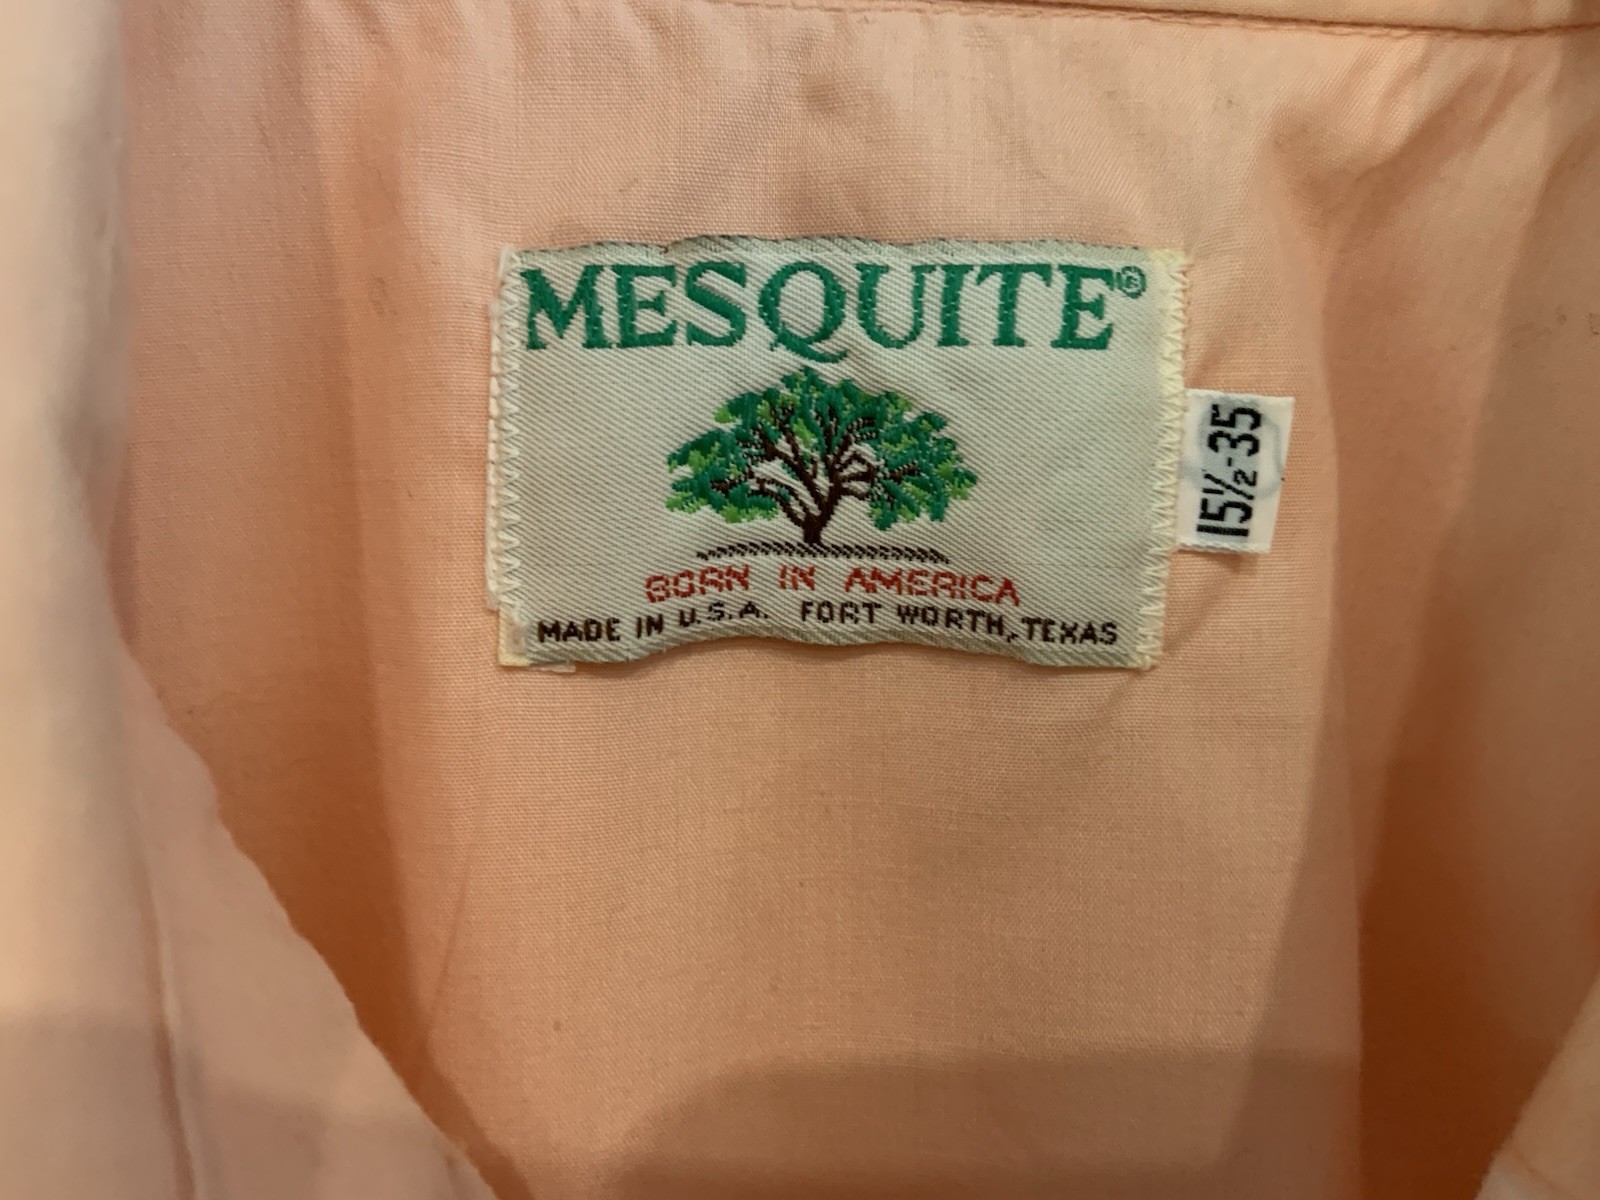 MESQUITE®
BORN IN AMERICA
MADE IN U.S.A. FORT WORTH, TEXAS
15½-35